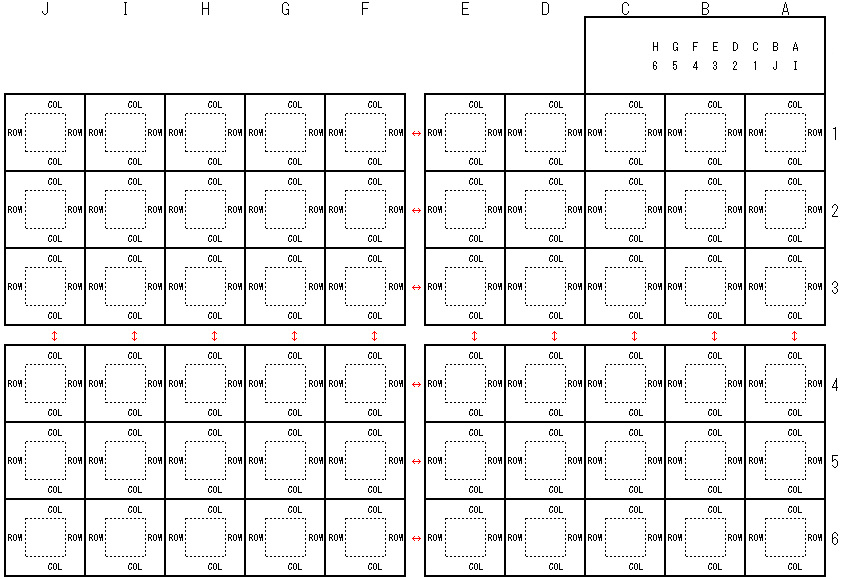 J I H G F E D C B A
H G F E D C B A
6 5 4 3 2 1 J I
COL COL COL COL COL COL COL COL COL COL
ROW ROW ROW ROW ROW ROW ROW ROW ROW ROW ↔ ROW ROW ROW ROW ROW ROW ROW ROW ROW ROW 1
COL COL COL COL COL COL COL COL COL COL
COL COL COL COL COL COL COL COL COL COL
ROW ROW ROW ROW ROW ROW ROW ROW ROW ROW ↔ ROW ROW ROW ROW ROW ROW ROW ROW ROW ROW 2
COL COL COL COL COL COL COL COL COL COL
COL COL COL COL COL COL COL COL COL COL
ROW ROW ROW ROW ROW ROW ROW ROW ROW ROW ↔ ROW ROW ROW ROW ROW ROW ROW ROW ROW ROW 3
COL COL COL COL COL COL COL COL COL COL
↕ ↕ ↕ ↕ ↕ ↕ ↕ ↕ ↕ ↕
COL COL COL COL COL COL COL COL COL COL
ROW ROW ROW ROW ROW ROW ROW ROW ROW ROW ↔ ROW ROW ROW ROW ROW ROW ROW ROW ROW ROW 4
COL COL COL COL COL COL COL COL COL COL
COL COL COL COL COL COL COL COL COL COL
ROW ROW ROW ROW ROW ROW ROW ROW ROW ROW ↔ ROW ROW ROW ROW ROW ROW ROW ROW ROW ROW 5
COL COL COL COL COL COL COL COL COL COL
COL COL COL COL COL COL COL COL COL COL
ROW ROW ROW ROW ROW ROW ROW ROW ROW ROW ↔ ROW ROW ROW ROW ROW ROW ROW ROW ROW ROW 6
COL COL COL COL COL COL COL COL COL COL